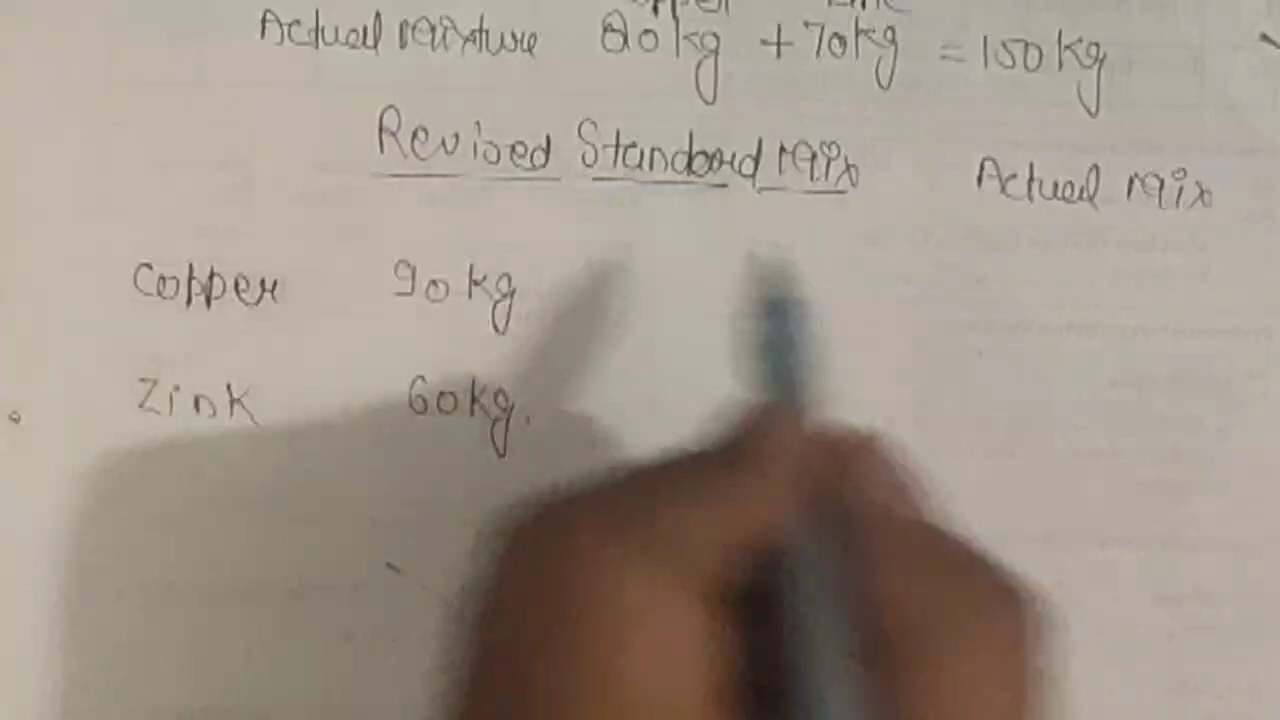 Actual mixture 80kg + 70kg = 150kg
Revised Standard mix Actual mix
Copper 90kg
Zink 60kg.